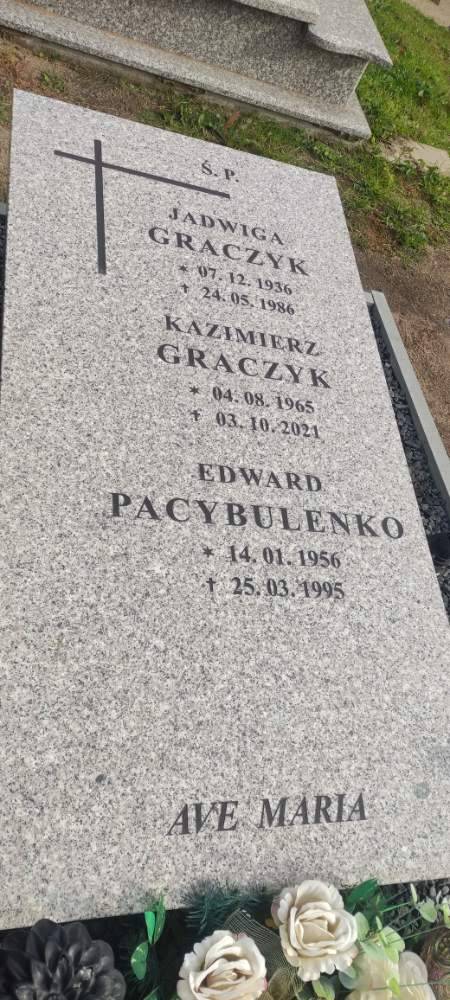 Ś. P.
JADWIGA
GRACZYK
* 07. 12. 1936
† 24. 05. 1986
KAZIMIERZ
GRACZYK
* 04. 08. 1965
† 03. 10. 2021
EDWARD
PACYBULENKO
* 14. 01. 1956
† 25. 03. 1995
AVE MARIA